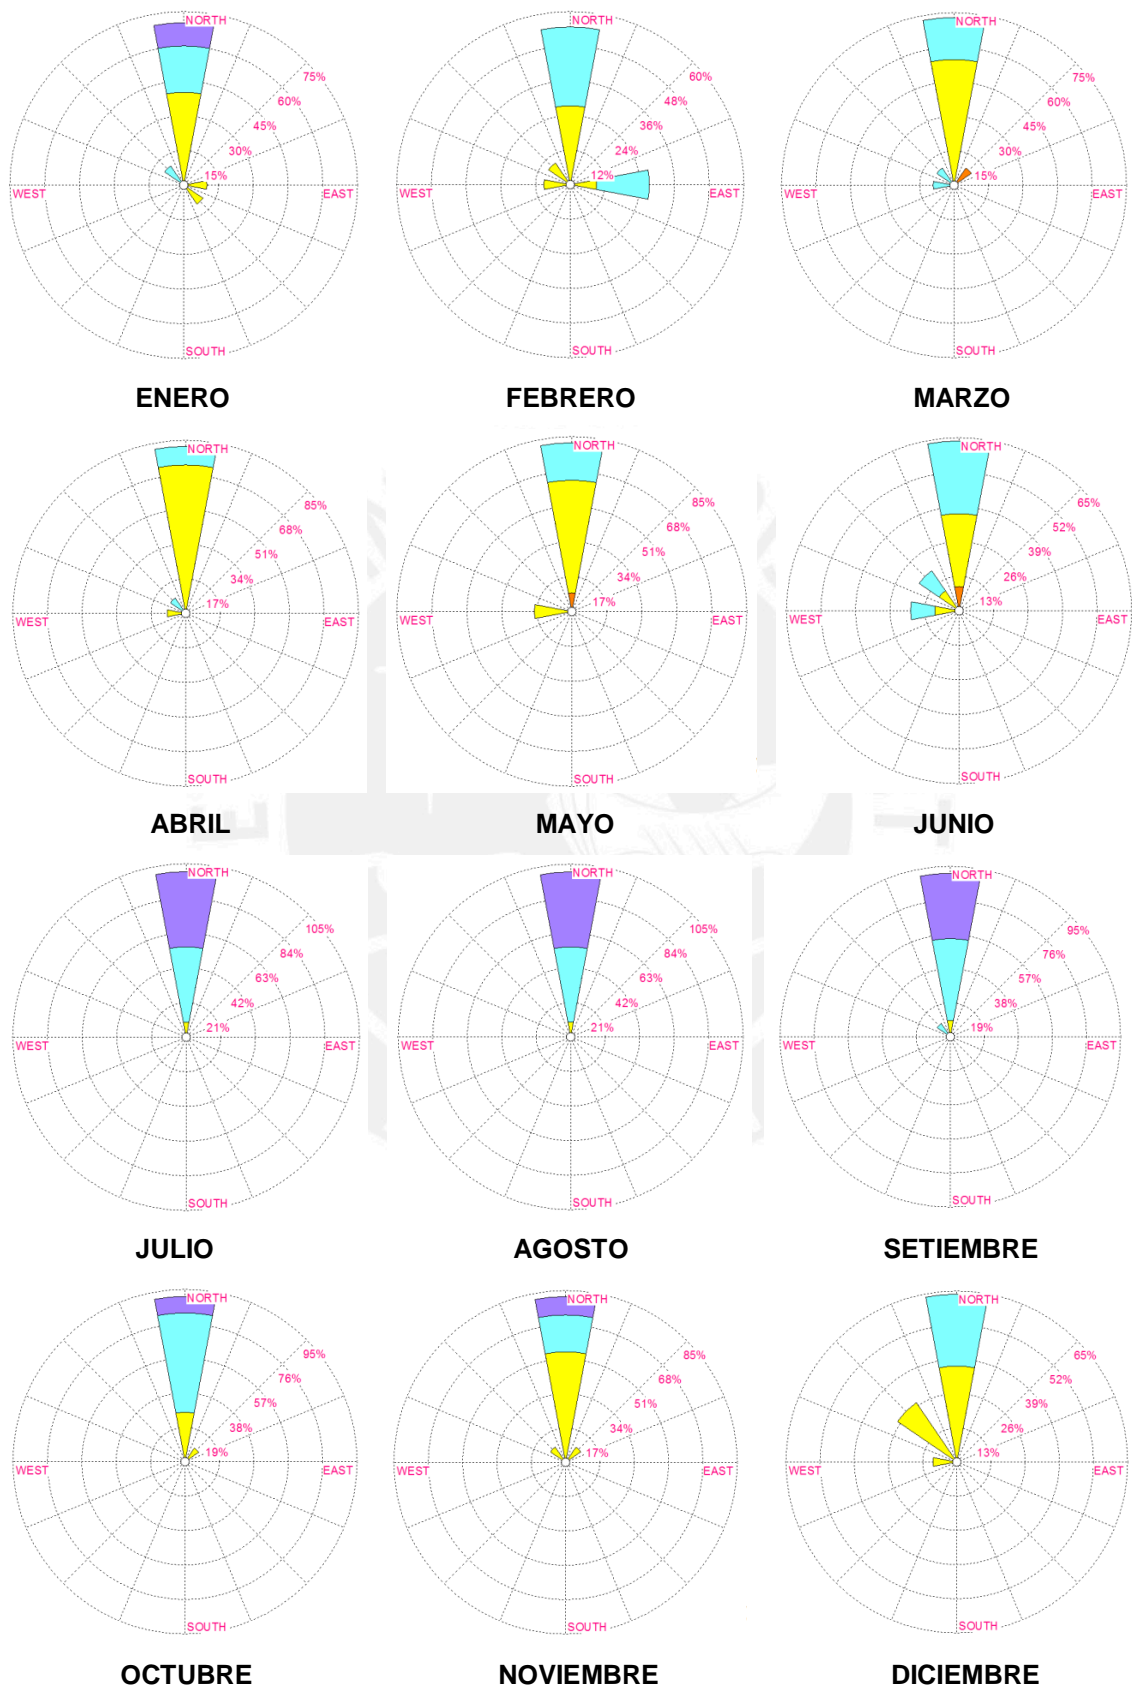 NORTH NORTH NORTH
75% 60% 75%
60% 48% 60%
45% 36% 45%
30% 24% 30%
15% 12% 15%
WEST EAST WEST EAST WEST EAST
SOUTH SOUTH SOUTH
ENERO FEBRERO MARZO
NORTH NORTH NORTH
85% 85% 65%
68% 68% 52%
51% 51% 39%
34% 34% 26%
17% 17% 13%
WEST EAST WEST EAST WEST EAST
SOUTH SOUTH SOUTH
ABRIL MAYO JUNIO
NORTH NORTH NORTH
105% 105% 95%
84% 84% 76%
63% 63% 57%
42% 42% 38%
21% 21% 19%
WEST EAST WEST EAST WEST EAST
SOUTH SOUTH SOUTH
JULIO AGOSTO SETIEMBRE
NORTH NORTH NORTH
95% 85% 65%
76% 68% 52%
57% 51% 39%
38% 34% 26%
19% 17% 13%
WEST EAST WEST EAST WEST EAST
SOUTH SOUTH SOUTH
OCTUBRE NOVIEMBRE DICIEMBRE